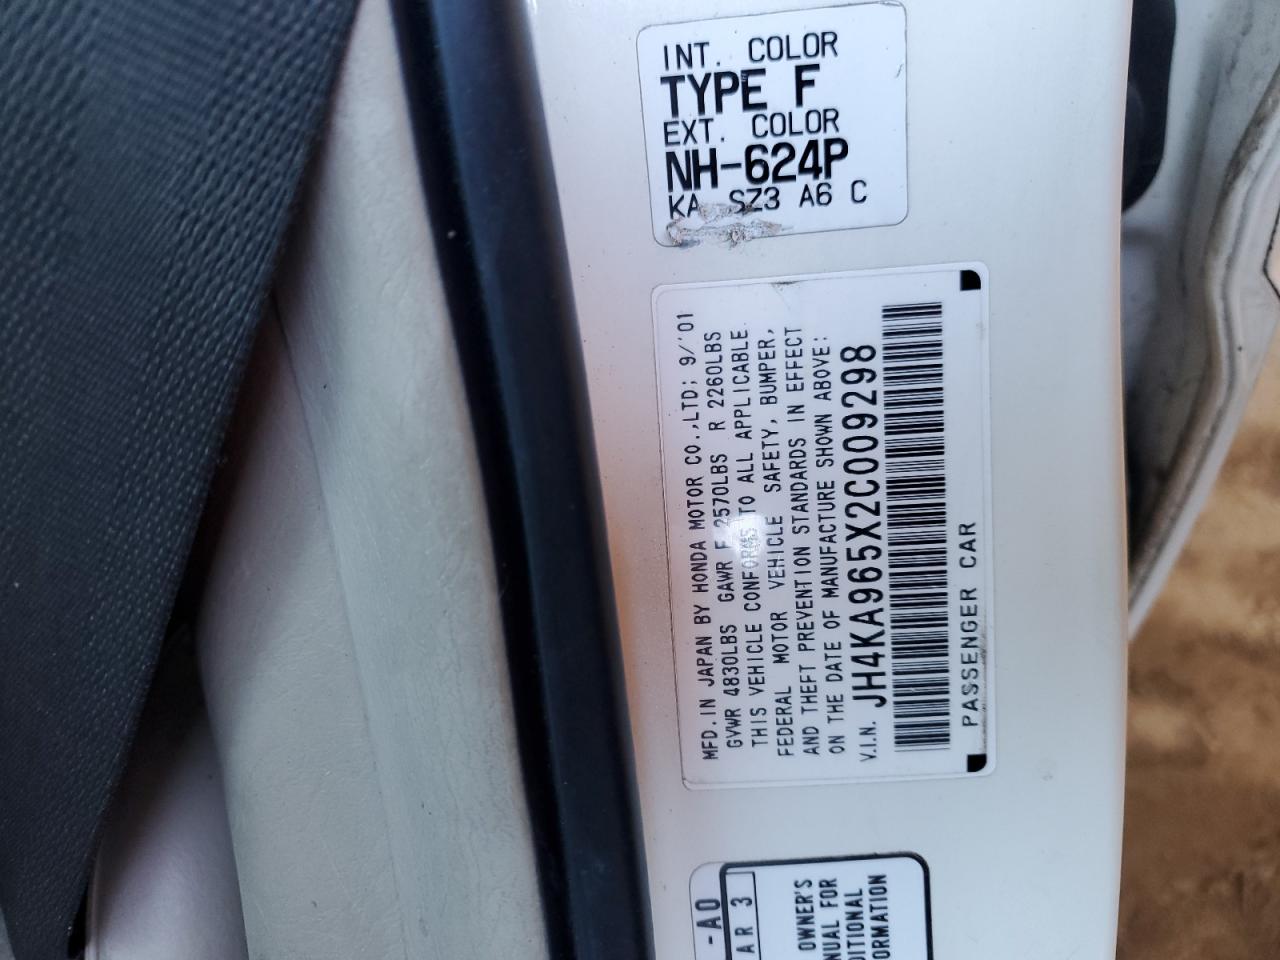 INT. COLOR
TYPE F
EXT. COLOR
NH-624P
KA SZ3 A6 C
MFD. IN JAPAN BY HONDA MOTOR CO.,LTD; 9/'01
GVWR 4830LBS GAWR F 2570LBS R 2260LBS
THIS VEHICLE CONFORMS TO ALL APPLICABLE
FEDERAL MOTOR VEHICLE SAFETY, BUMPER,
AND THEFT PREVENTION STANDARDS IN EFFECT
ON THE DATE OF MANUFACTURE SHOWN ABOVE:
V.I.N. JH4KA965X2C009298
PASSENGER CAR
-A0
AR 3
OWNER'S
NUAL FOR
DITIONAL
ORMATION